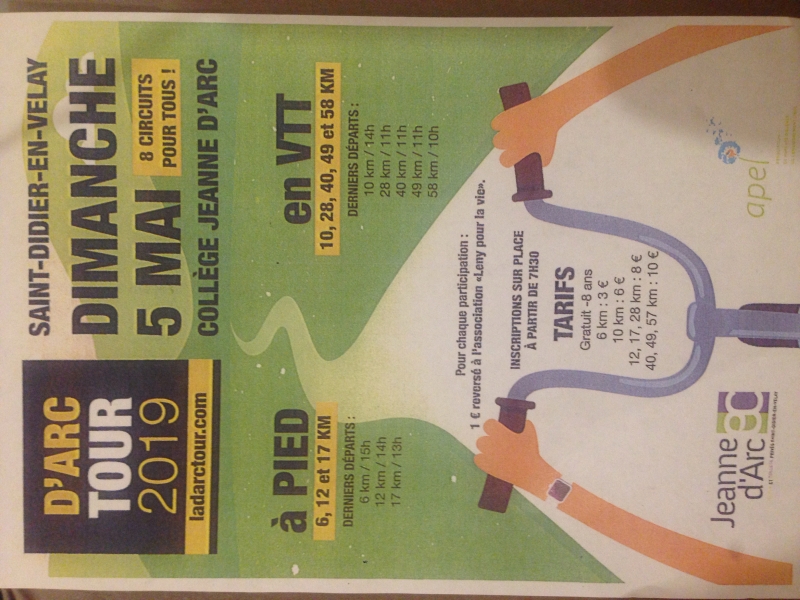 D'ARC
TOUR
2019
ladarctour.com
SAINT-DIDIER-EN-VELAY
DIMANCHE
5 MAI
8 CIRCUITS
POUR TOUS !
COLLÈGE JEANNE D'ARC
à PIED
6, 12 et 17 KM
DERNIERS DÉPARTS :
6 km / 15h
12 km / 14h
17 km / 13h
en VTT
10, 28, 40, 49 et 58 KM
DERNIERS DÉPARTS :
10 km / 14h
28 km / 11h
40 km / 11h
49 km / 11h
58 km / 10h
Pour chaque participation :
1 € reversé à l'association «Leny pour la vie».
INSCRIPTIONS SUR PLACE
À PARTIR DE 7H30
TARIFS
Gratuit -8 ans
6 km : 3 €
10 km : 6 €
12, 17, 28 km : 8 €
40, 49, 57 km : 10 €
Jeanne
d'Arc
apel